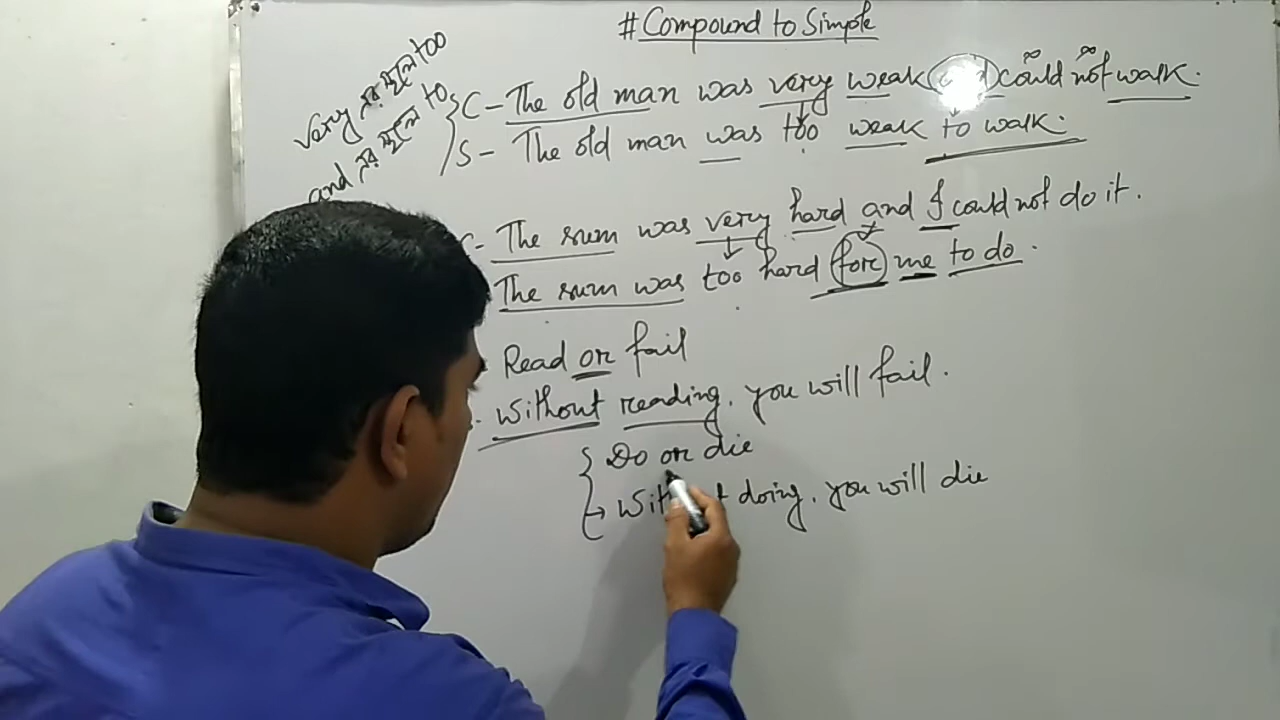 # Compound to Simple
very এর স্থলে too
and এর স্থলে to
C - The old man was very weak and could not walk.
S - The old man was too weak to walk.
C - The sum was very hard and I could not do it.
The sum was too hard for me to do.
Read or fail
Without reading, you will fail.
Do or die
→ Without doing, you will die